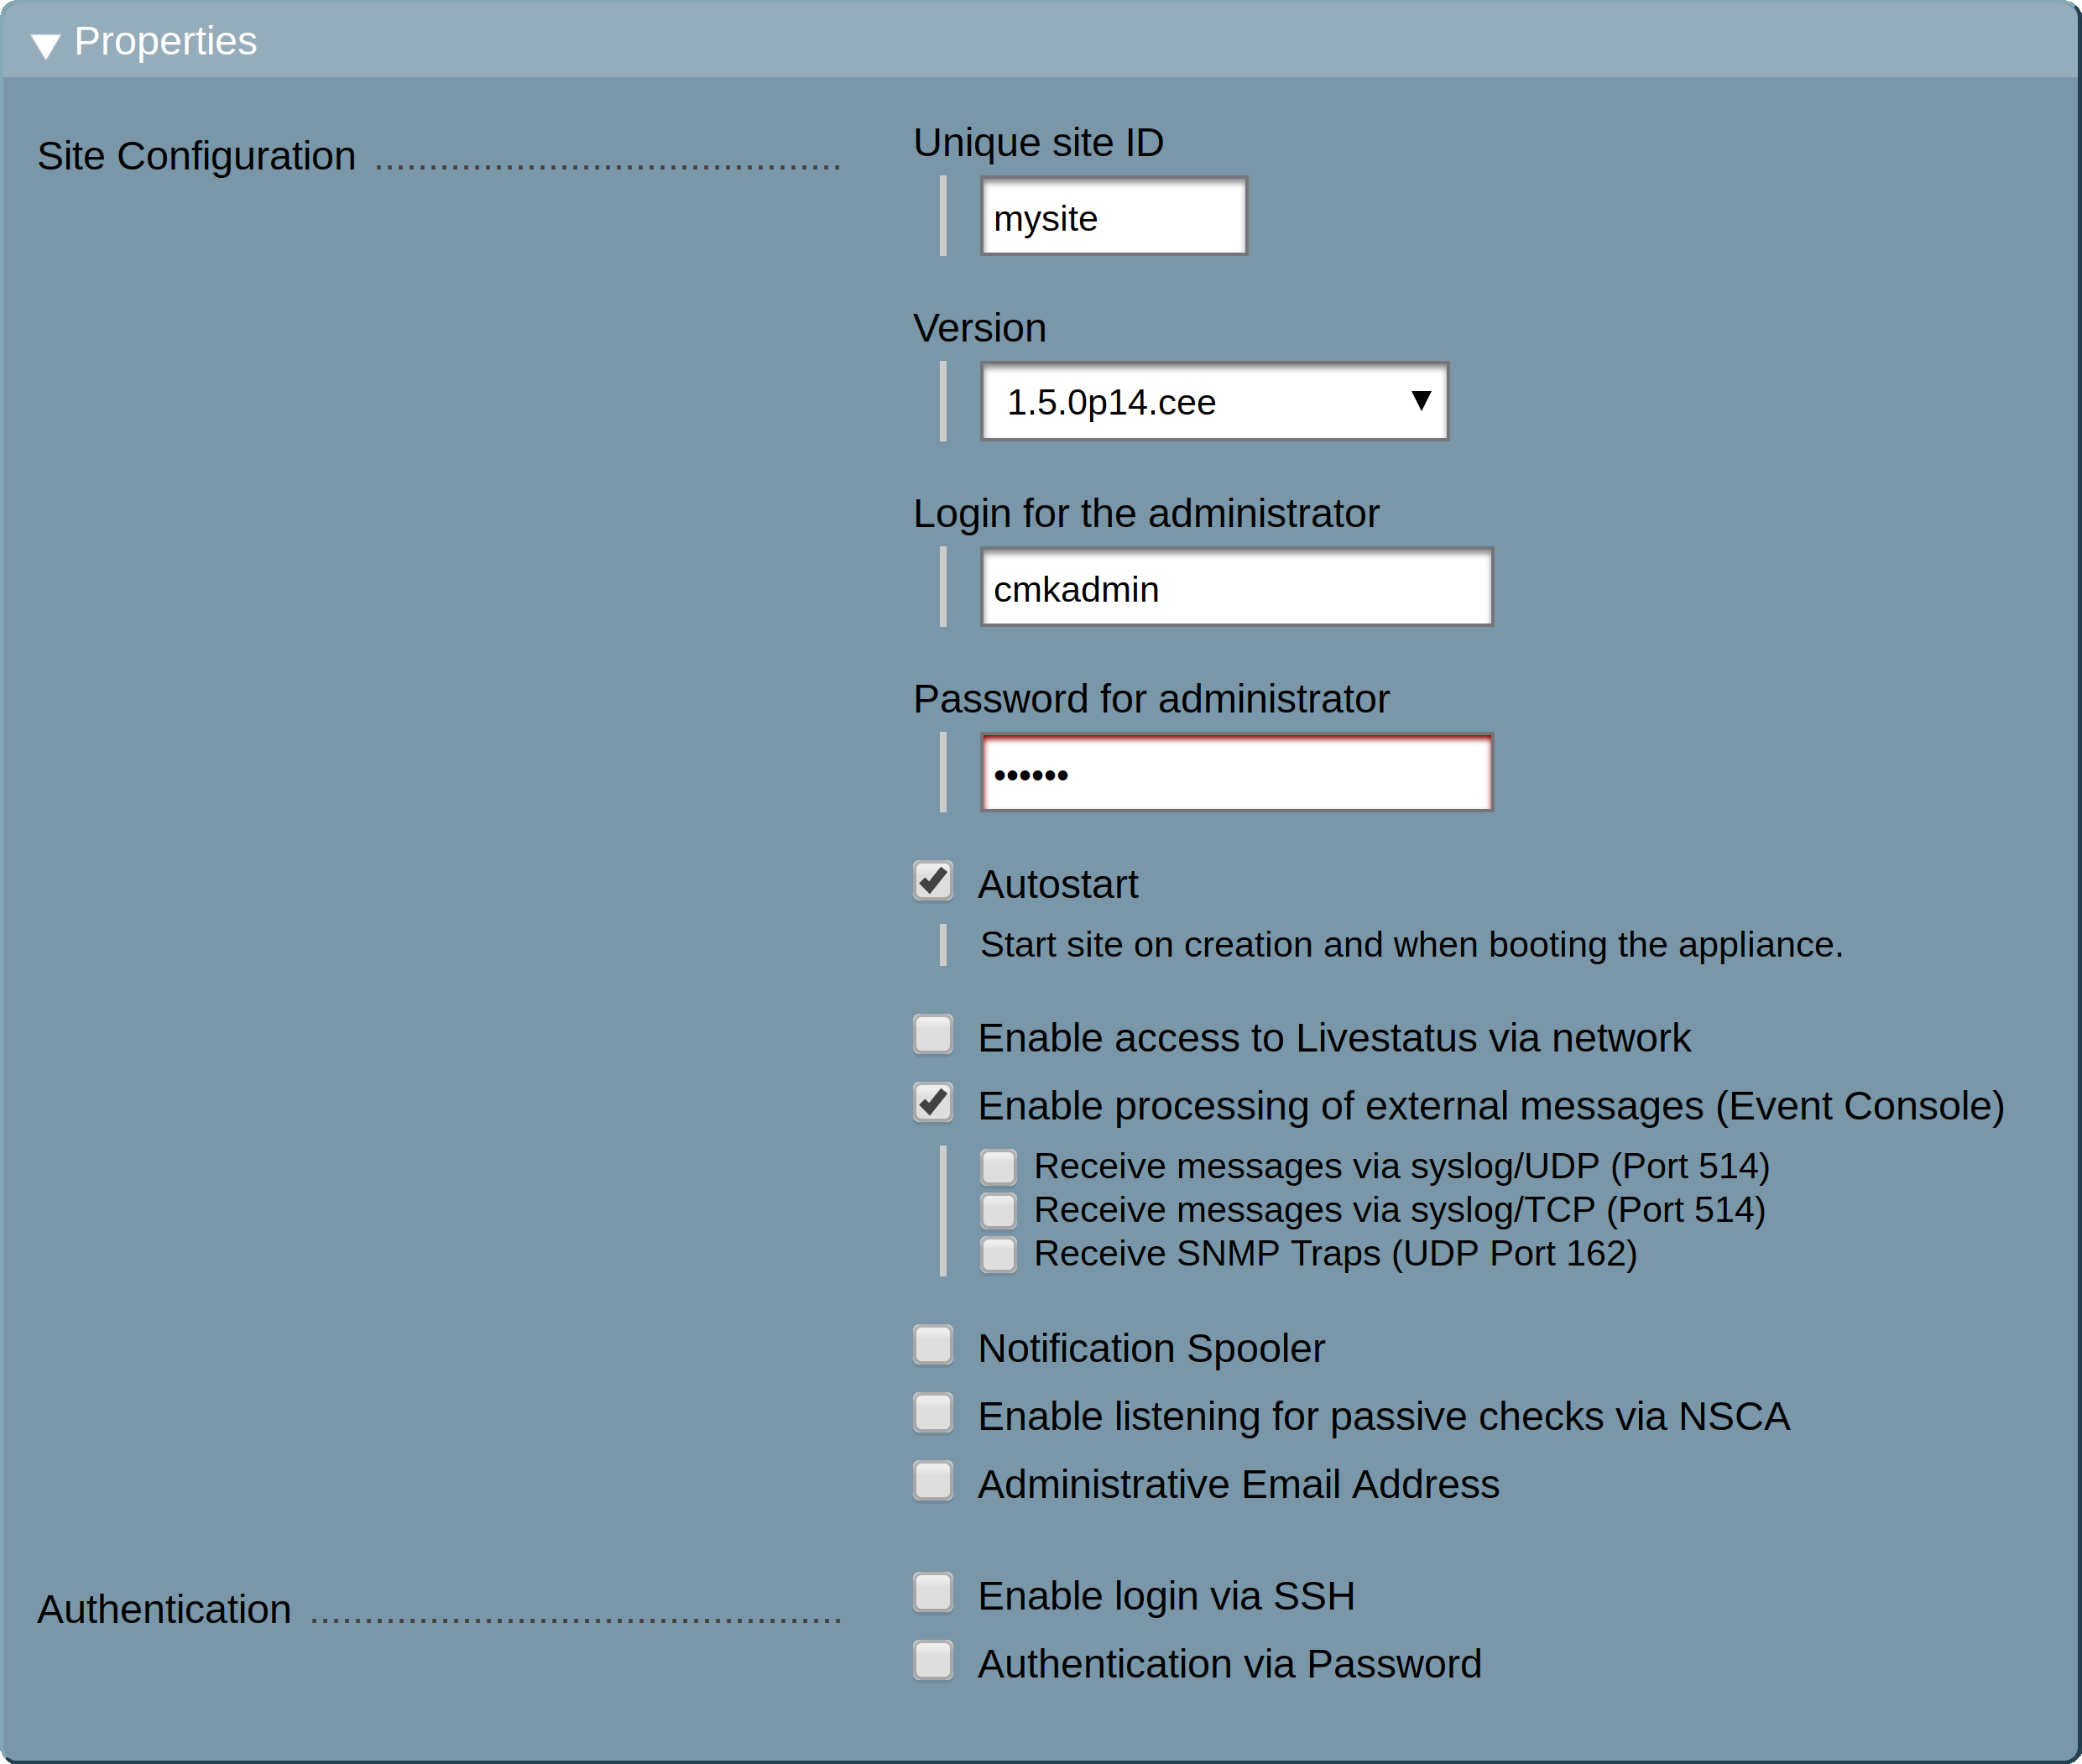 Properties
Site Configuration
Unique site ID
mysite
Version
1.5.0p14.cee
Login for the administrator
cmkadmin
Password for administrator
••••••
Autostart
Start site on creation and when booting the appliance.
Enable access to Livestatus via network
Enable processing of external messages (Event Console)
Receive messages via syslog/UDP (Port 514)
Receive messages via syslog/TCP (Port 514)
Receive SNMP Traps (UDP Port 162)
Notification Spooler
Enable listening for passive checks via NSCA
Administrative Email Address
Authentication
Enable login via SSH
Authentication via Password